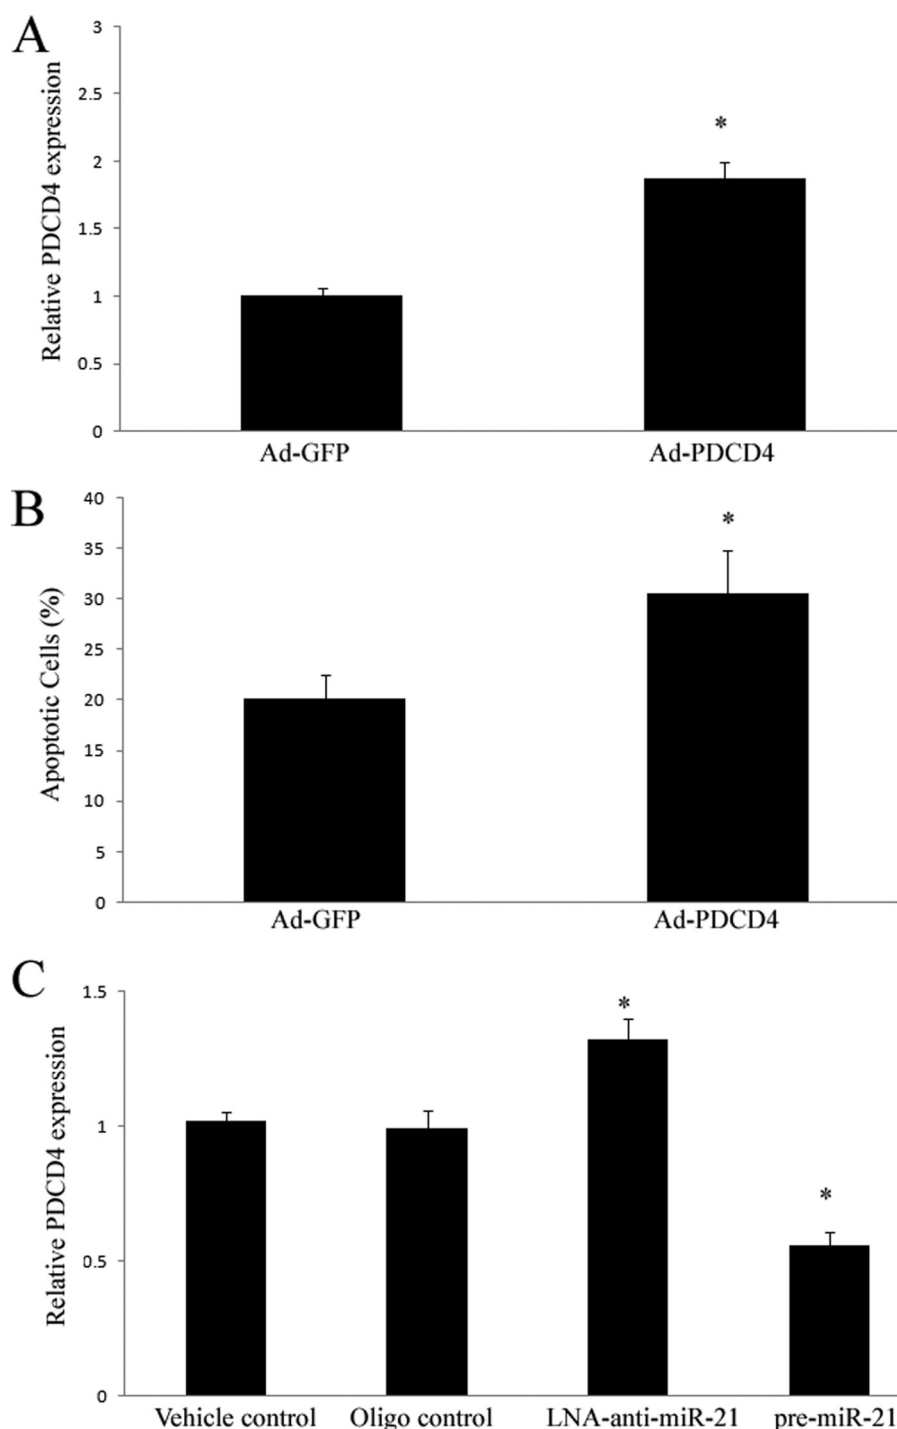 A
Relative PDCD4 expression
3
2.5
2
1.5
1
0.5
0
*
Ad-GFP Ad-PDCD4
B
Apoptotic Cells (%)
40
35
30
25
20
15
10
5
0
*
Ad-GFP Ad-PDCD4
C
Relative PDCD4 expression
1.5
1
0.5
0
*
*
Vehicle control Oligo control LNA-anti-miR-21 pre-miR-21